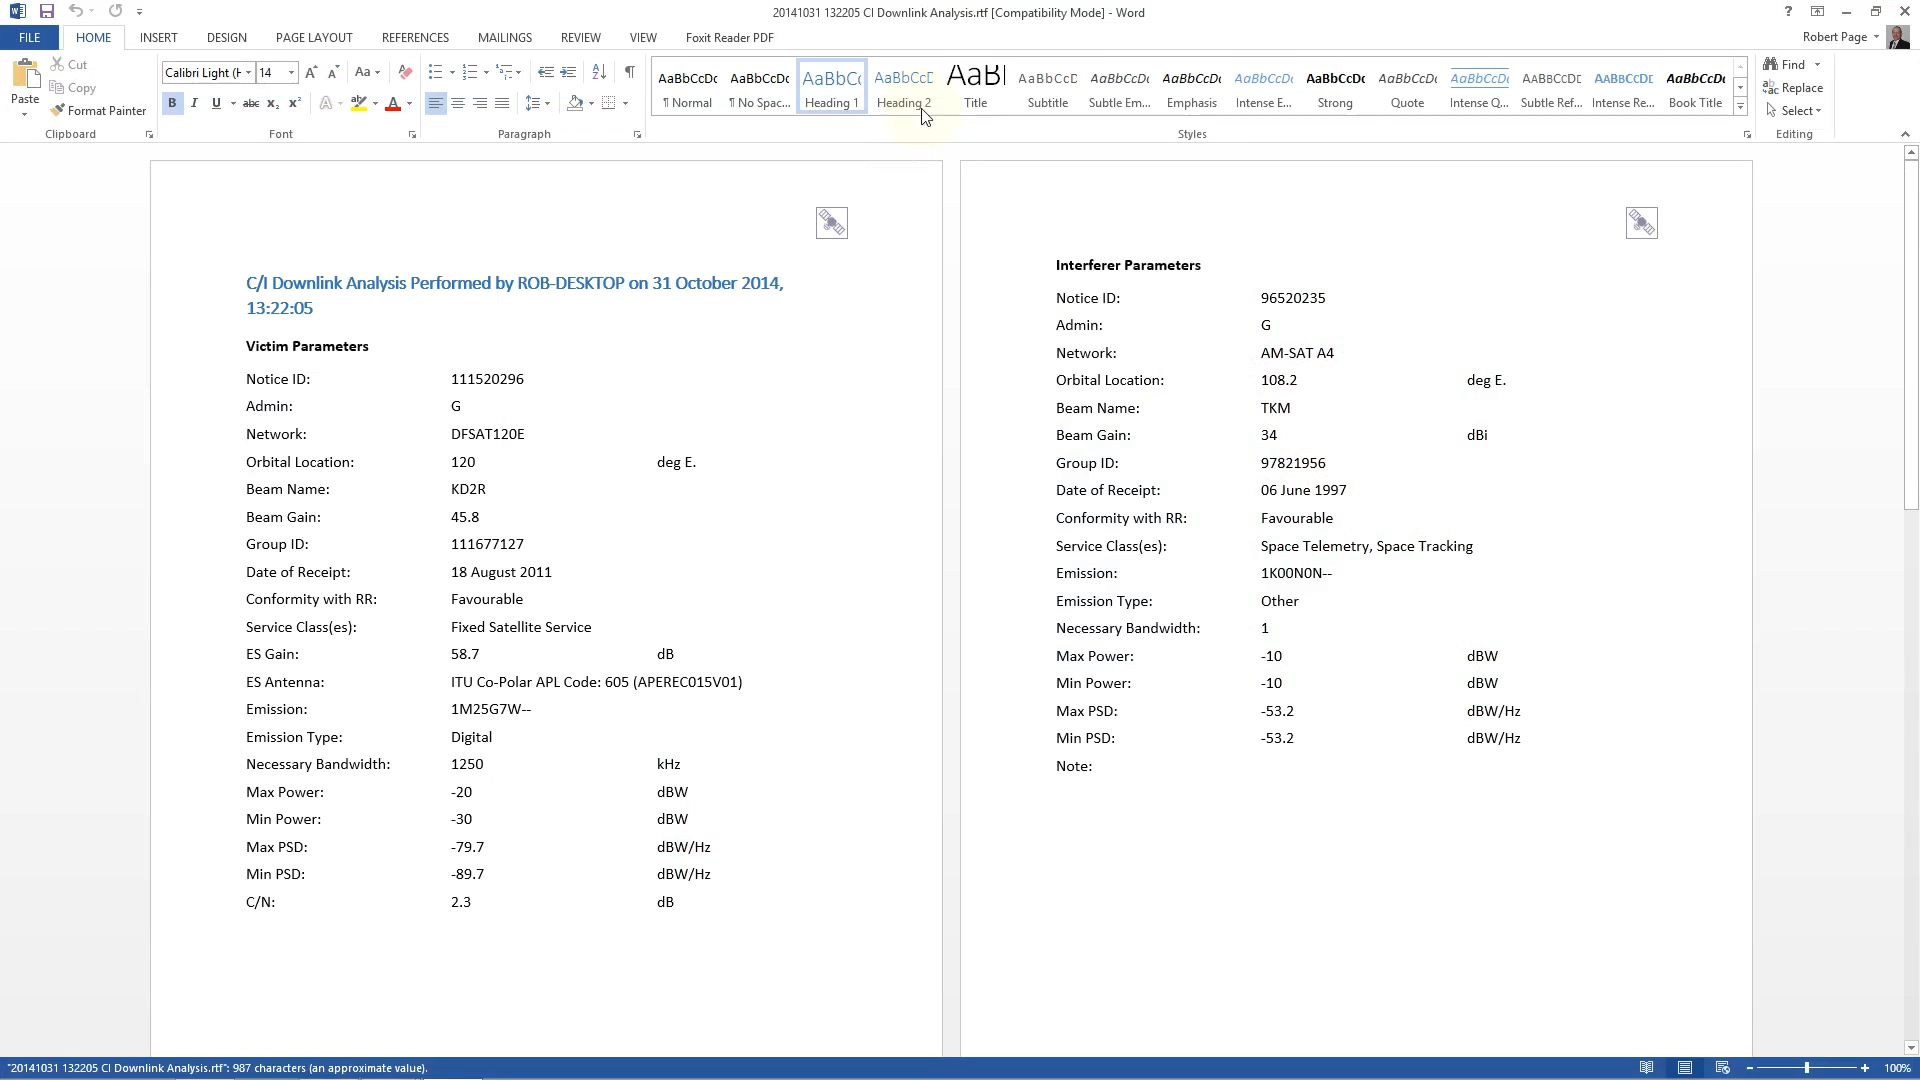 20141031 132205 CI Downlink Analysis.rtf [Compatibility Mode] - Word
FILE HOME INSERT DESIGN PAGE LAYOUT REFERENCES MAILINGS REVIEW VIEW Foxit Reader PDF Robert Page
Paste
Cut
Copy
Format Painter
Clipboard
Calibri Light (H 14
Font
Paragraph
AaBbCcDc AaBbCcDc AaBbCc AaBbCcD AaB AaBbCcD AaBbCcDc AaBbCcDc AaBbCcDc AaBbCcDc AaBbCcDc AaBbCcDc AABBCCDE AABBCCDE AaBbCcDc
¶ Normal ¶ No Spac... Heading 1 Heading 2 Title Subtitle Subtle Em... Emphasis Intense E... Strong Quote Intense Q... Subtle Ref... Intense Re... Book Title
Styles
Find
Replace
Select
Editing
C/I Downlink Analysis Performed by ROB-DESKTOP on 31 October 2014,
13:22:05
Victim Parameters
Notice ID: 111520296
Admin: G
Network: DFSAT120E
Orbital Location: 120 deg E.
Beam Name: KD2R
Beam Gain: 45.8
Group ID: 111677127
Date of Receipt: 18 August 2011
Conformity with RR: Favourable
Service Class(es): Fixed Satellite Service
ES Gain: 58.7 dB
ES Antenna: ITU Co-Polar APL Code: 605 (APEREC015V01)
Emission: 1M25G7W--
Emission Type: Digital
Necessary Bandwidth: 1250 kHz
Max Power: -20 dBW
Min Power: -30 dBW
Max PSD: -79.7 dBW/Hz
Min PSD: -89.7 dBW/Hz
C/N: 2.3 dB
Interferer Parameters
Notice ID: 96520235
Admin: G
Network: AM-SAT A4
Orbital Location: 108.2 deg E.
Beam Name: TKM
Beam Gain: 34 dBi
Group ID: 97821956
Date of Receipt: 06 June 1997
Conformity with RR: Favourable
Service Class(es): Space Telemetry, Space Tracking
Emission: 1K00N0N--
Emission Type: Other
Necessary Bandwidth: 1
Max Power: -10 dBW
Min Power: -10 dBW
Max PSD: -53.2 dBW/Hz
Min PSD: -53.2 dBW/Hz
Note:
"20141031 132205 CI Downlink Analysis.rtf": 987 characters (an approximate value). 100%